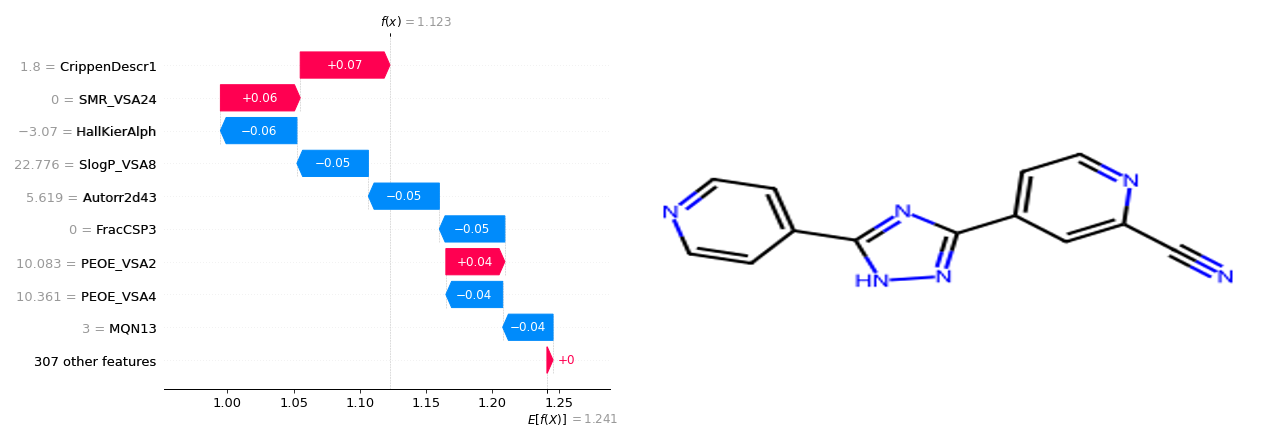 f(x) = 1.123
1.8 = CrippenDescr1
+0.07
0 = SMR_VSA24
+0.06
−3.07 = HallKierAlph
−0.06
22.776 = SlogP_VSA8
−0.05
5.619 = Autorr2d43
−0.05
0 = FracCSP3
−0.05
10.083 = PEOE_VSA2
+0.04
10.361 = PEOE_VSA4
−0.04
3 = MQN13
−0.04
307 other features
+0
1.00 1.05 1.10 1.15 1.20 1.25
E[f(X)] = 1.241
N
N
HN
N
N
N